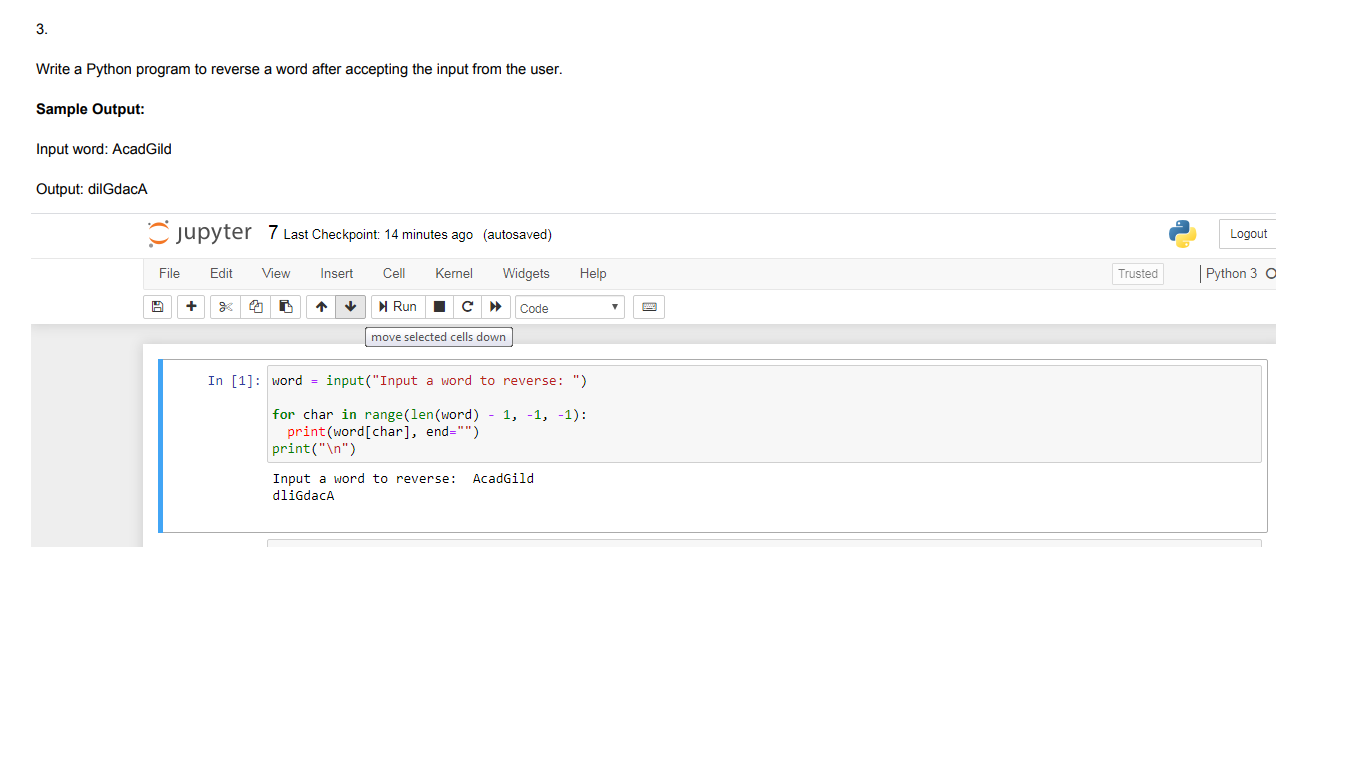 3.
Write a Python program to reverse a word after accepting the input from the user.
Sample Output:
Input word: AcadGild
Output: dilGdacA
jupyter 7 Last Checkpoint: 14 minutes ago (autosaved)
Logout
File Edit View Insert Cell Kernel Widgets Help
Trusted
Python 3
Run
Code
move selected cells down
In [1]: word = input("Input a word to reverse: ")
for char in range(len(word) - 1, -1, -1):
  print(word[char], end="")
print("\n")
Input a word to reverse:  AcadGild
dliGdacA